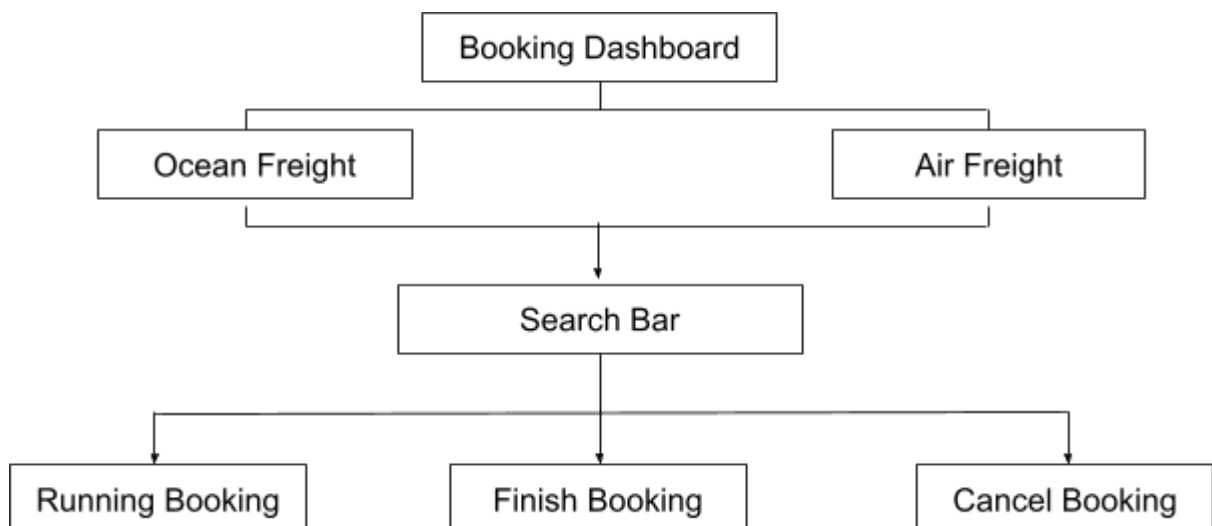 Booking Dashboard
Ocean Freight
Air Freight
Search Bar
Running Booking
Finish Booking
Cancel Booking